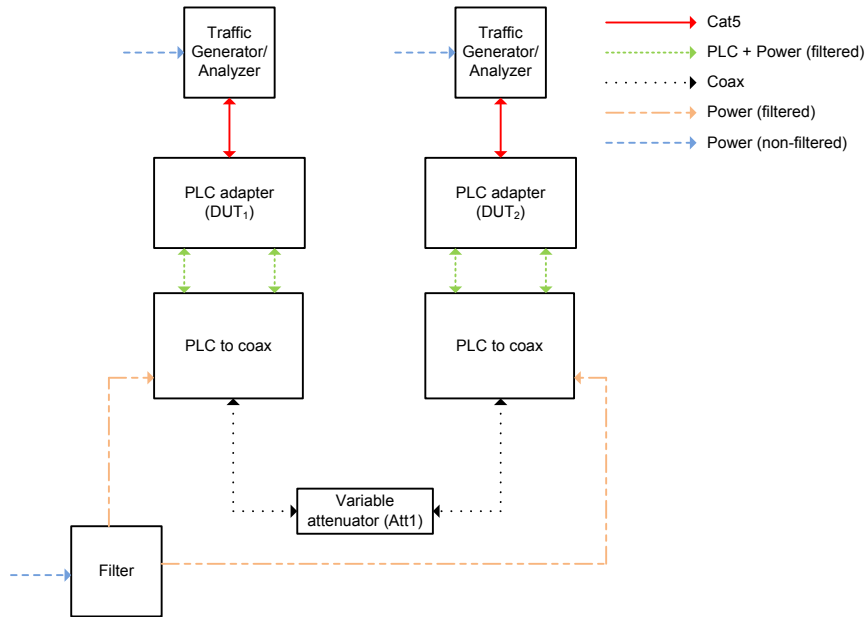 Traffic
Generator/
Analyzer
Traffic
Generator/
Analyzer
Cat5
PLC + Power (filtered)
Coax
Power (filtered)
Power (non-filtered)
PLC adapter
(DUT₁)
PLC adapter
(DUT₂)
PLC to coax
PLC to coax
Variable
attenuator (Att1)
Filter